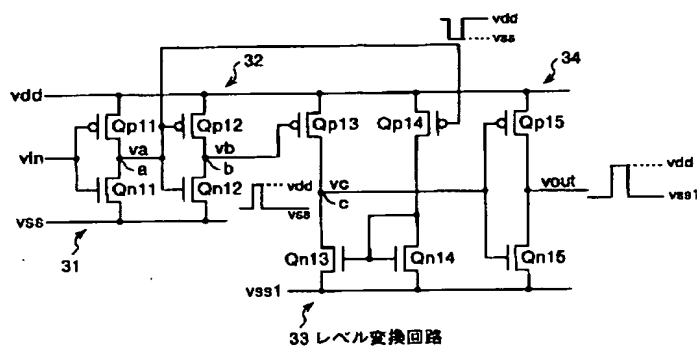 vdd
vss
32
34
vdd
Qp11
Qp12
Qp13
Qp14
Qp15
vin
va
vb
a
b
vdd
vss
vc
c
vout
vdd
vss1
Qn11
Qn12
vss
31
Qn13
Qn14
Qn15
vss1
33 レベル変換回路